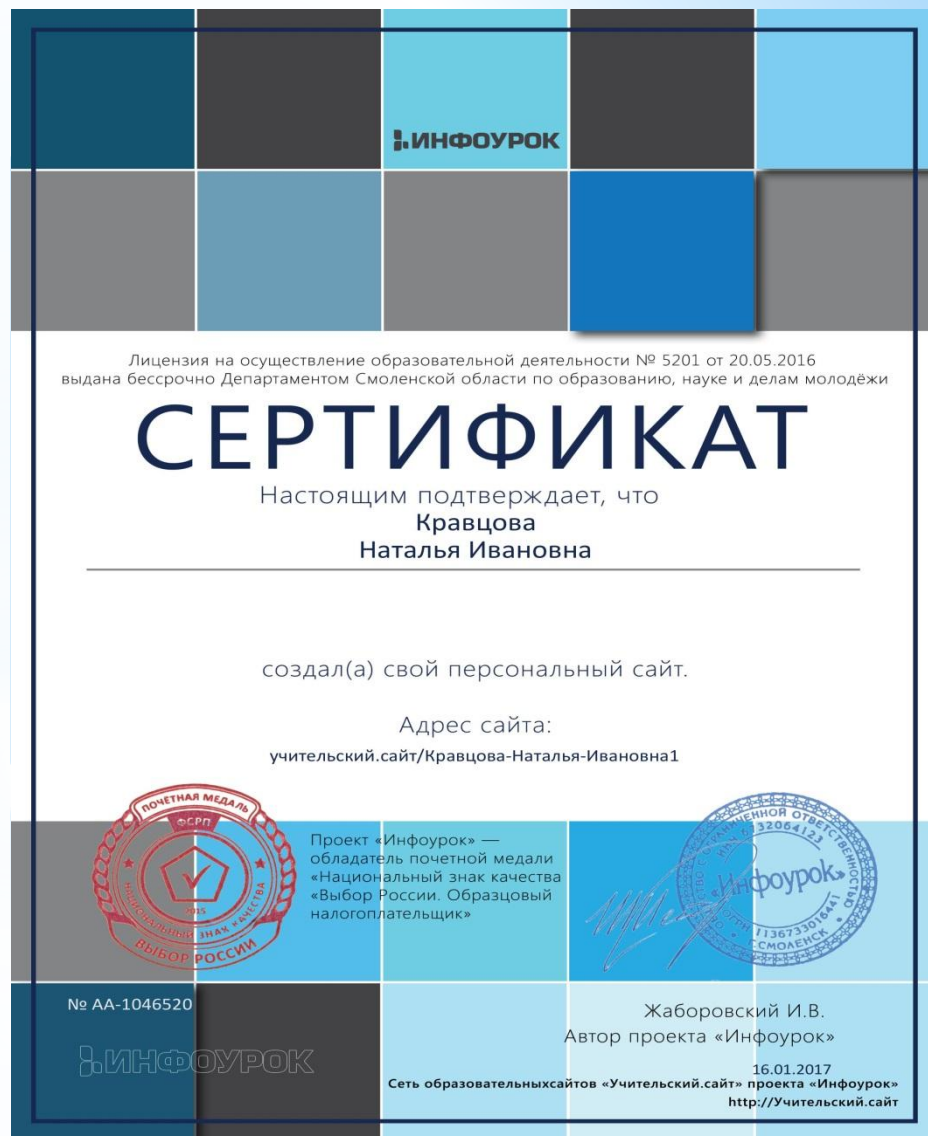 ИНФОУРОК
Лицензия на осуществление образовательной деятельности № 5201 от 20.05.2016
выдана бессрочно Департаментом Смоленской области по образованию, науке и делам молодёжи
СЕРТИФИКАТ
Настоящим подтверждает, что
Кравцова
Наталья Ивановна
создал(а) свой персональный сайт.
Адрес сайта:
учительский.сайт/Кравцова-Наталья-Ивановна1
ПОЧЕТНАЯ МЕДАЛЬ
ФСРП
2015
НАЦИОНАЛЬНЫЙ ЗНАК КАЧЕСТВА
ВЫБОР РОССИИ
Проект «Инфоурок» —
обладатель почетной медали
«Национальный знак качества
«Выбор России. Образцовый
налогоплательщик»
«Инфоурок»
Г.СМОЛЕНСК
№ АА-1046520
ИНФОУРОК
Жаборовский И.В.
Автор проекта «Инфоурок»
16.01.2017
Сеть образовательныхсайтов «Учительский.сайт» проекта «Инфоурок»
http://Учительский.сайт